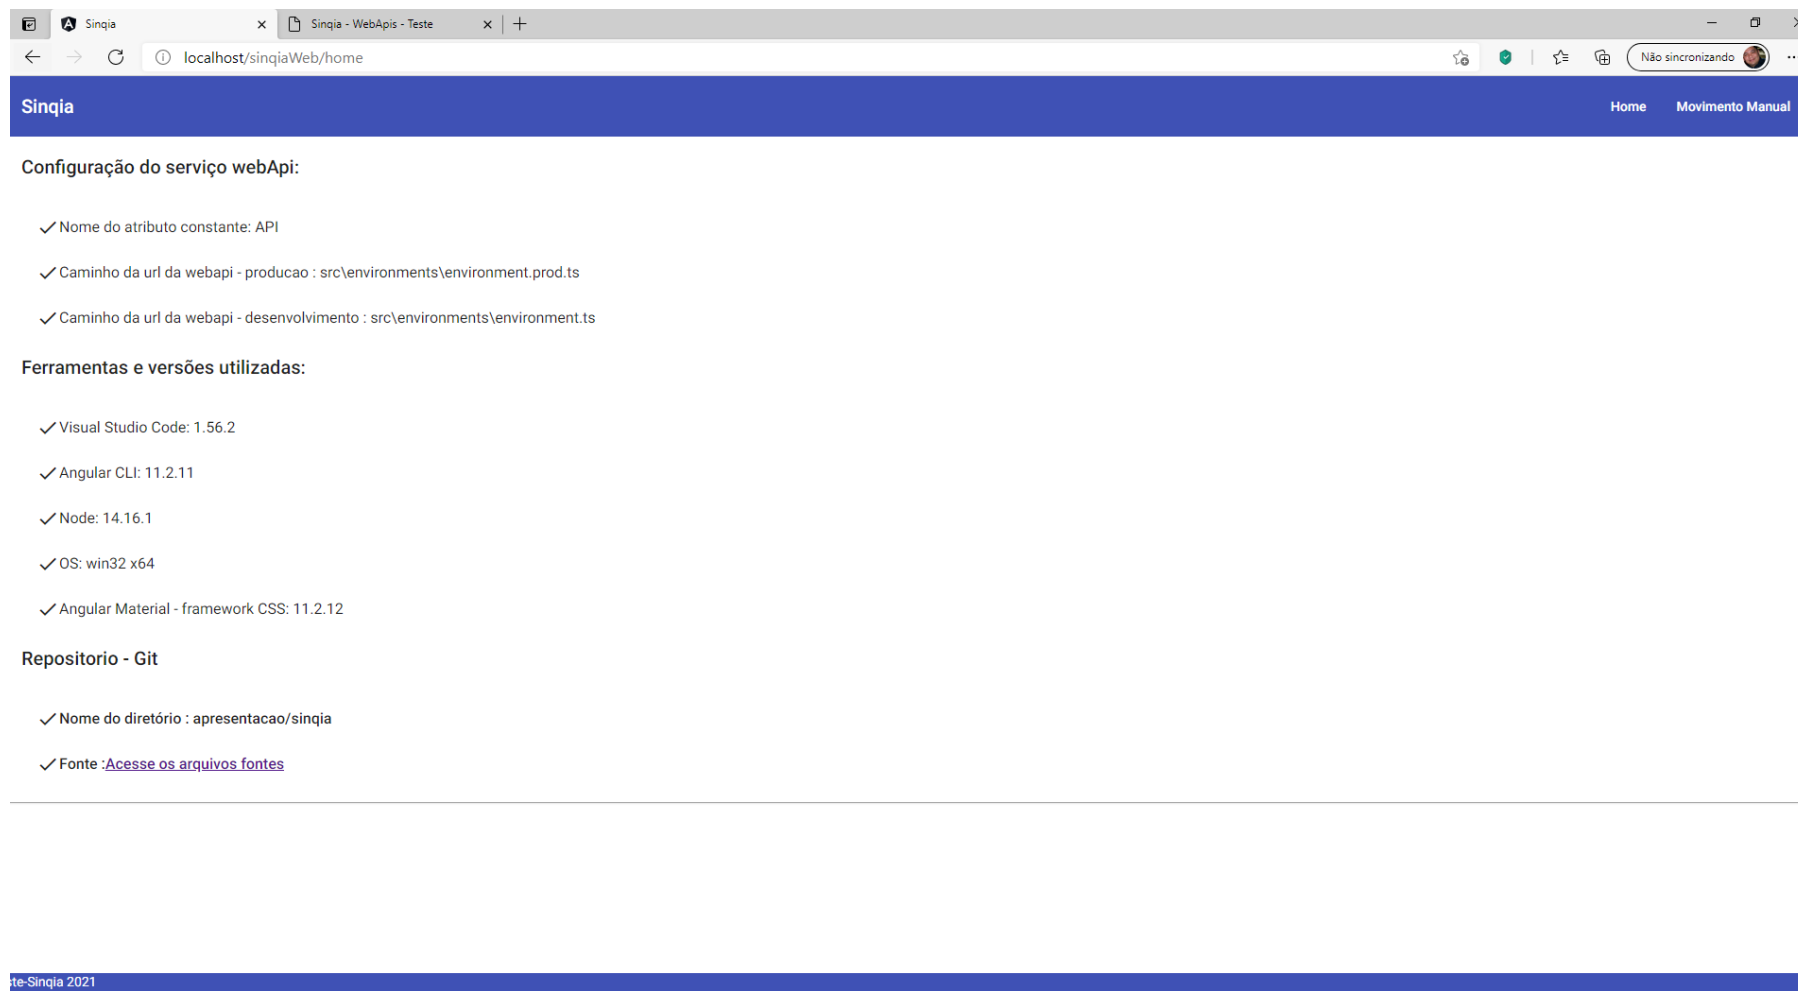 Sinqia
Sinqia - WebApis - Teste
localhost/sinqiaWeb/home
Não sincronizando
Sinqia
Home
Movimento Manual
Configuração do serviço webApi:
Nome do atributo constante: API
Caminho da url da webapi - producao : src\environments\environment.prod.ts
Caminho da url da webapi - desenvolvimento : src\environments\environment.ts
Ferramentas e versões utilizadas:
Visual Studio Code: 1.56.2
Angular CLI: 11.2.11
Node: 14.16.1
OS: win32 x64
Angular Material - framework CSS: 11.2.12
Repositorio - Git
Nome do diretório : apresentacao/sinqia
Fonte :Acesse os arquivos fontes
te-Sinqia 2021